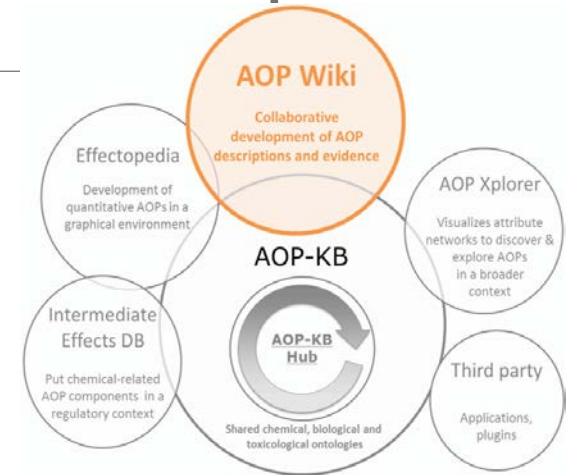 AOP Wiki
Collaborative
development of AOP
descriptions and evidence
Effectopedia
Development of
quantitative AOPs in a
graphical environment
AOP Xplorer
Visualizes attribute
networks to discover &
explore AOPs
in a broader
context
AOP-KB
AOP-KB
Hub
Shared chemical, biological and
toxicological ontologies
Intermediate
Effects DB
Put chemical-related
AOP components in a
regulatory context
Third party
Applications,
plugins